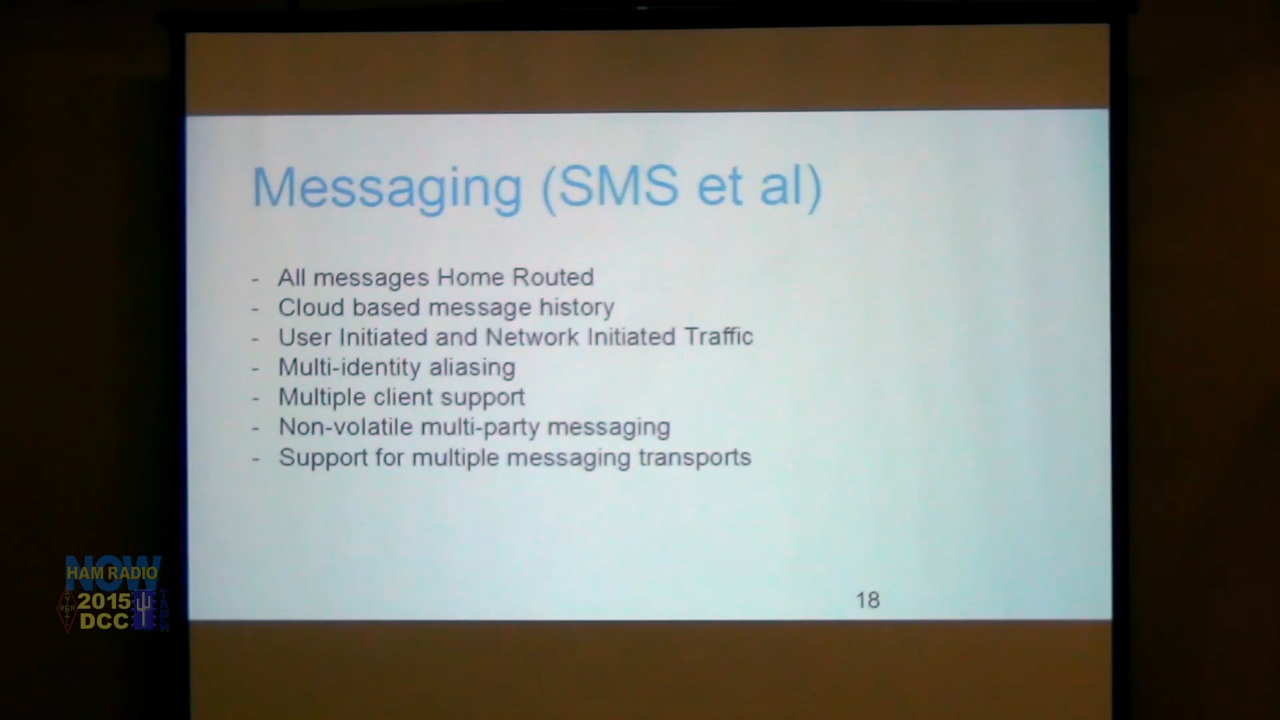 Messaging (SMS et al)
- All messages Home Routed
- Cloud based message history
- User Initiated and Network Initiated Traffic
- Multi-identity aliasing
- Multiple client support
- Non-volatile multi-party messaging
- Support for multiple messaging transports
18
NOW
HAM RADIO
2015
DCC